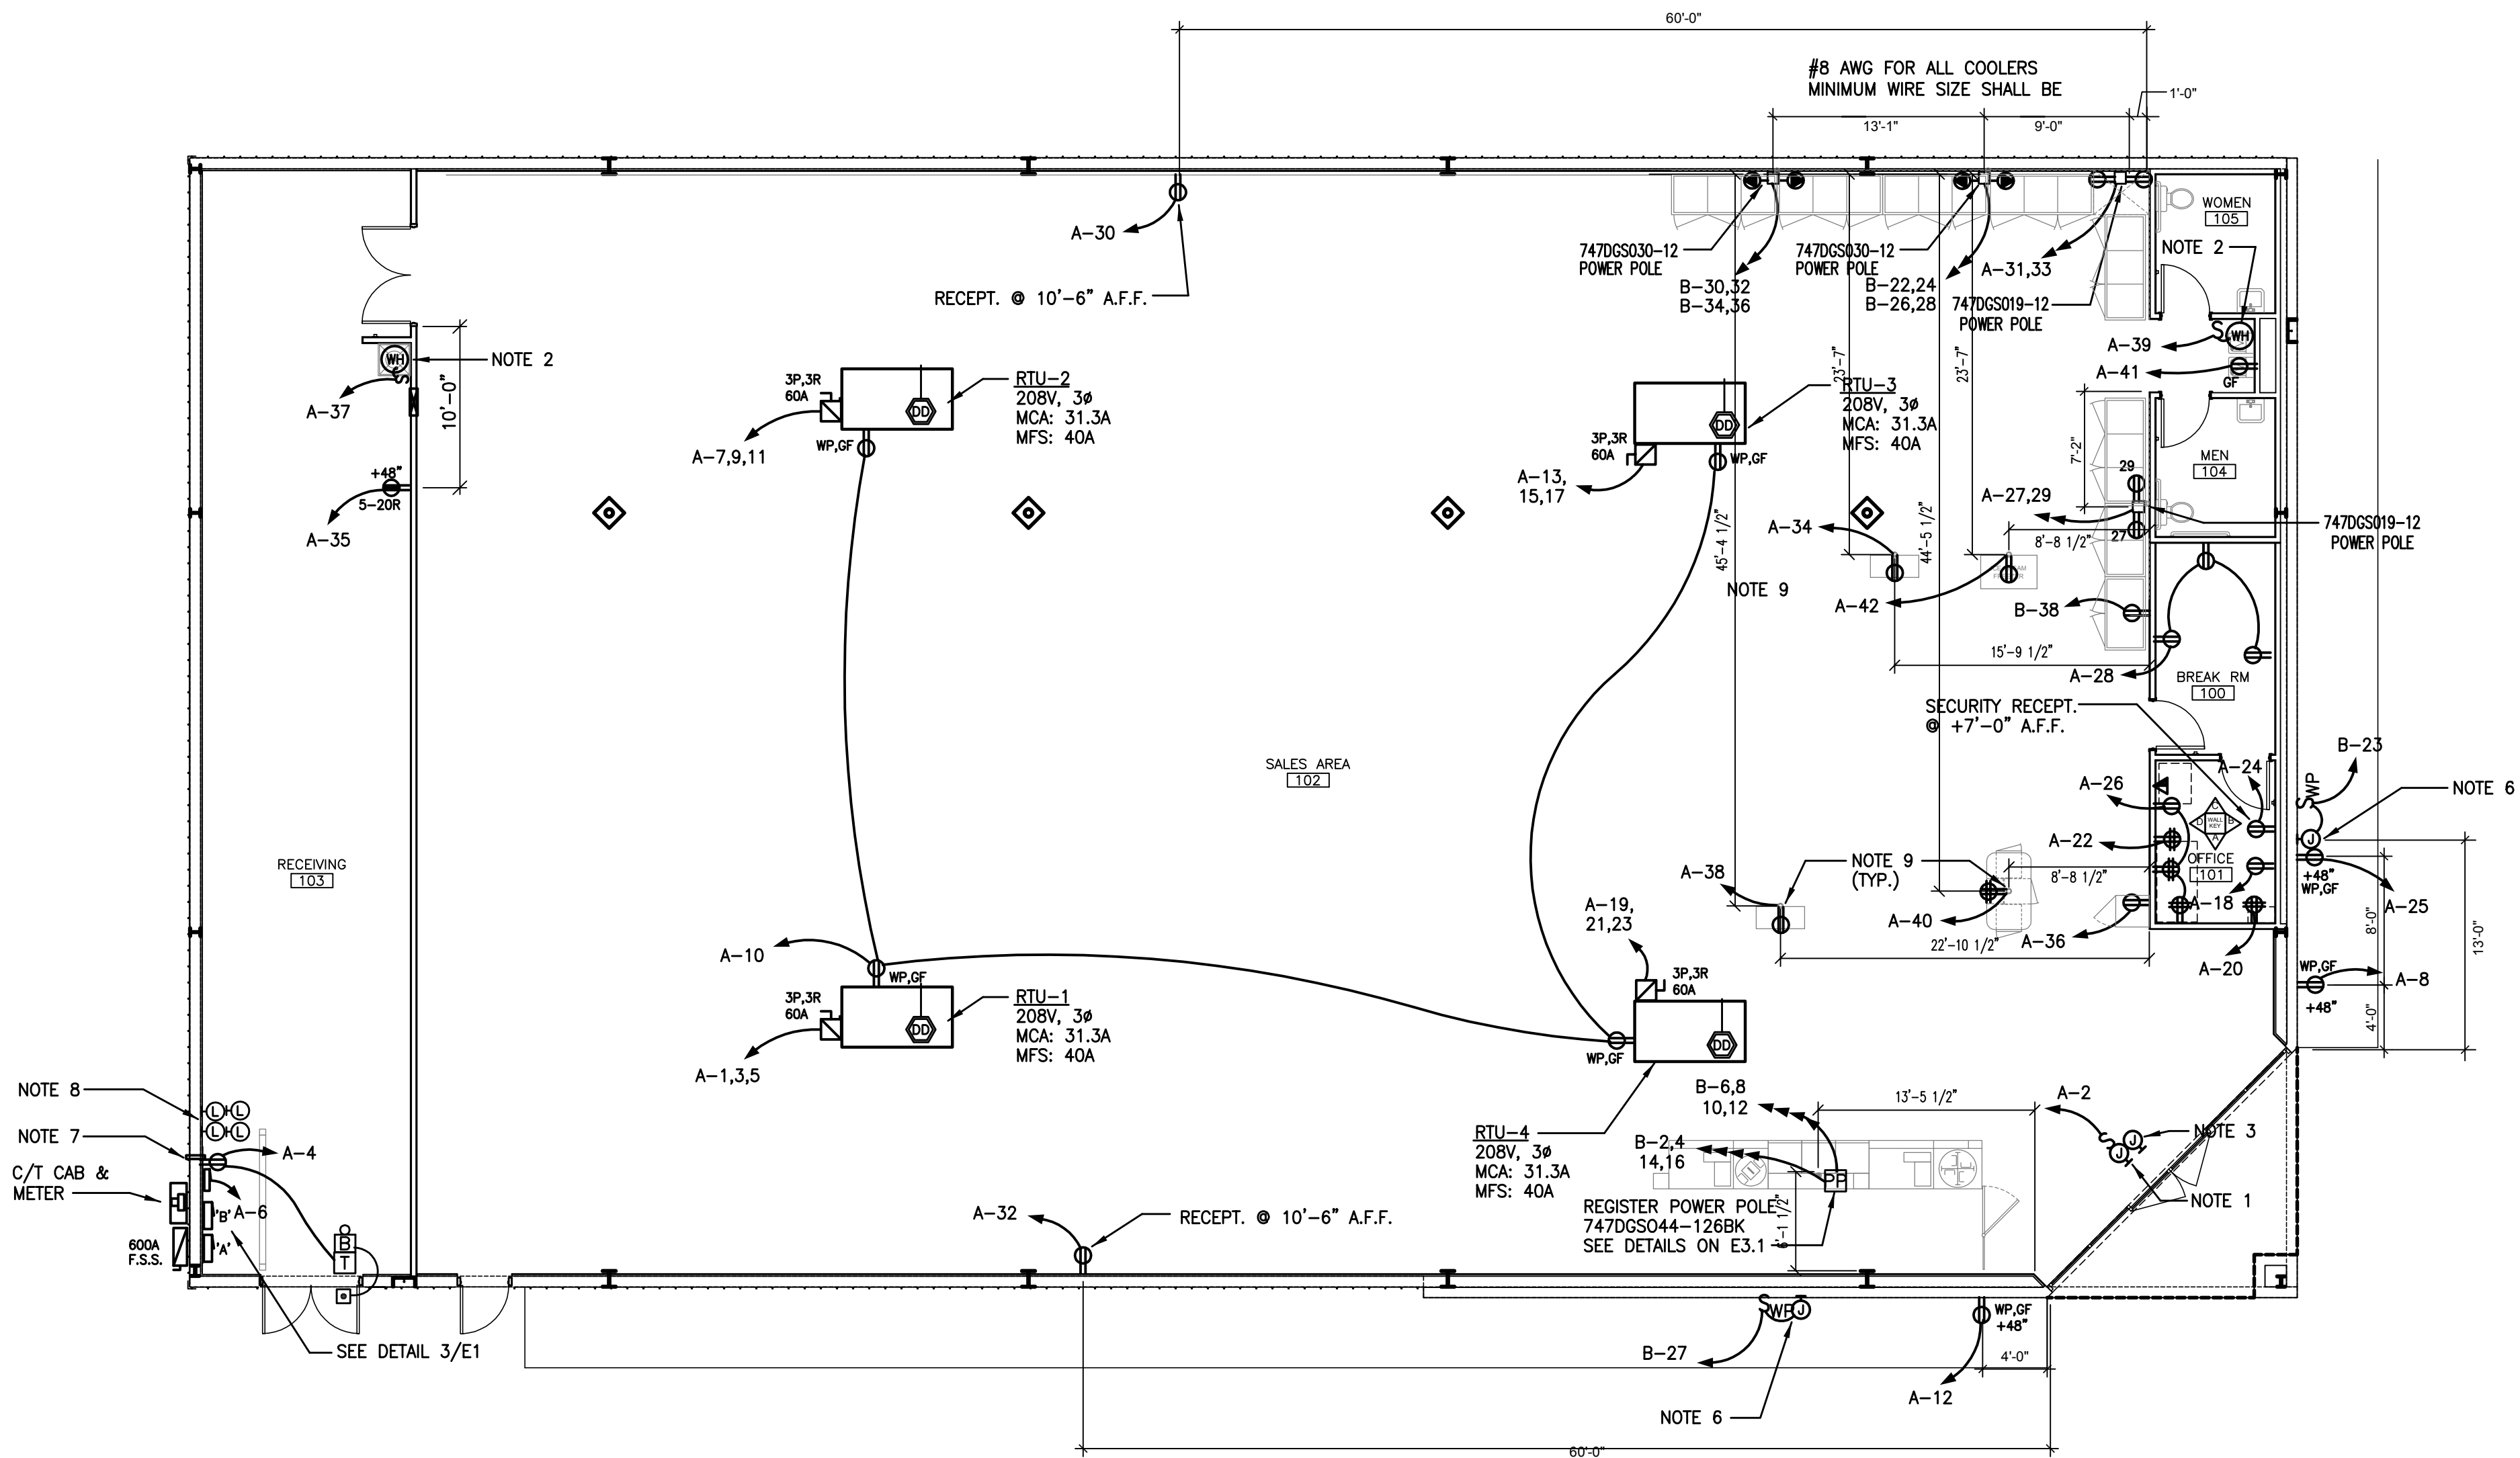 60'-0"
#8 AWG FOR ALL COOLERS
MINIMUM WIRE SIZE SHALL BE
1'-0"
13'-1"
9'-0"
WOMEN
105
NOTE 2
A-30
RECEPT. @ 10'-6" A.F.F.
747DGS030-12
POWER POLE
747DGS030-12
POWER POLE
B-30,32
B-34,36
B-22,24
B-26,28
A-31,33
747DGS019-12
POWER POLE
WH
NOTE 2
A-37
10'-0"
WH
A-39
A-41
GF
3P,3R
60A
RTU-2
208V, 3ø
MCA: 31.3A
MFS: 40A
DD
WP,GF
A-7,9,11
RTU-3
208V, 3ø
MCA: 31.3A
MFS: 40A
DD
3P,3R
60A
WP,GF
A-13,
15,17
23'-7"
23'-7"
7'-2"
MEN
104
+48"
5-20R
A-35
29
A-27,29
27
747DGS019-12
POWER POLE
8'-8 1/2"
A-34
45'-4 1/2"
44'-5 1/2"
NOTE 9
A-42
B-38
15'-9 1/2"
A-28
BREAK RM
100
SECURITY RECEPT.
@ +7'-0" A.F.F.
SALES AREA
102
B-23
WP
NOTE 6
A-24
A-26
A-22
C
D
WALL
KEY
B
A
J
OFFICE
101
RECEIVING
103
A-38
NOTE 9
(TYP.)
8'-8 1/2"
+48"
WP,GF
A-25
A-18
A-40
A-36
A-20
22'-10 1/2"
8'-0"
13'-0"
A-19,
21,23
A-10
WP,GF
WP,GF
A-8
+48"
4'-0"
3P,3R
60A
RTU-1
208V, 3ø
MCA: 31.3A
MFS: 40A
DD
A-1,3,5
3P,3R
60A
DD
WP,GF
NOTE 8
L
L
L
L
NOTE 7
A-4
C/T CAB &
METER
'B'
A-6
'A'
600A
F.S.S.
B
T
SEE DETAIL 3/E1
B-6,8
10,12
13'-5 1/2"
A-2
RTU-4
208V, 3ø
MCA: 31.3A
MFS: 40A
B-2,4
14,16
PP
J
J
NOTE 3
NOTE 1
REGISTER POWER POLE
747DGSO44-126BK
SEE DETAILS ON E3.1
6'-1 1/2"
A-32
RECEPT. @ 10'-6" A.F.F.
WP
J
WP,GF
+48"
B-27
4'-0"
A-12
NOTE 6
60'-0"